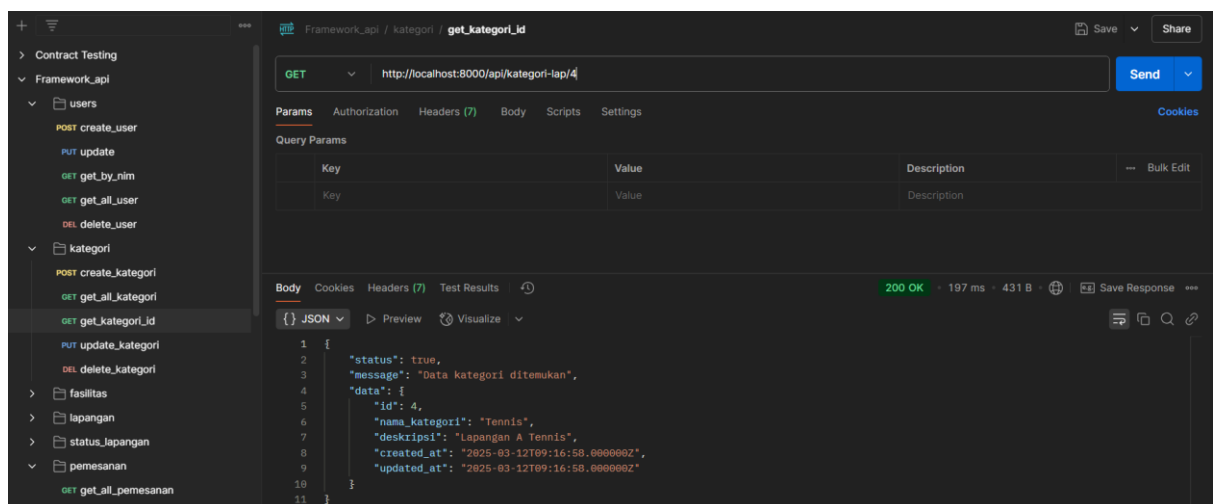 Framework_api / kategori / get_kategori_id
Save
Share
Contract Testing
Framework_api
users
POST create_user
PUT update
GET get_by_nim
GET get_all_user
DEL delete_user
kategori
POST create_kategori
GET get_all_kategori
GET get_kategori_id
PUT update_kategori
DEL delete_kategori
fasilitas
lapangan
status_lapangan
pemesanan
GET get_all_pemesanan
GET http://localhost:8000/api/kategori-lap/4
Send
Params Authorization Headers (7) Body Scripts Settings
Cookies
Query Params
Key Value Description Bulk Edit
Key Value Description
Body Cookies Headers (7) Test Results
200 OK 197 ms 431 B
Save Response
{} JSON Preview Visualize
1 {
2 "status": true,
3 "message": "Data kategori ditemukan",
4 "data": {
5 "id": 4,
6 "nama_kategori": "Tennis",
7 "deskripsi": "Lapangan A Tennis",
8 "created_at": "2025-03-12T09:16:58.000000Z",
9 "updated_at": "2025-03-12T09:16:58.000000Z"
10 }
11 }